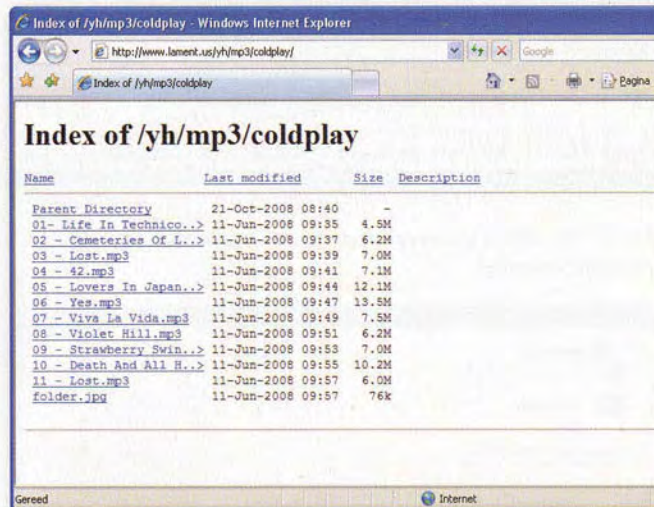 Index of /yh/mp3/coldplay - Windows Internet Explorer
http://www.lament.us/yh/mp3/coldplay/ Google
Index of /yh/mp3/coldplay Pagina
Index of /yh/mp3/coldplay
Name Last modified Size Description
Parent Directory 21-Oct-2008 08:40 -
01- Life In Technico..> 11-Jun-2008 09:35 4.5M
02 - Cemeteries Of L..> 11-Jun-2008 09:37 6.2M
03 - Lost.mp3 11-Jun-2008 09:39 7.0M
04 - 42.mp3 11-Jun-2008 09:41 7.1M
05 - Lovers In Japan..> 11-Jun-2008 09:44 12.1M
06 - Yes.mp3 11-Jun-2008 09:47 13.5M
07 - Viva La Vida.mp3 11-Jun-2008 09:49 7.5M
08 - Violet Hill.mp3 11-Jun-2008 09:51 6.2M
09 - Strawberry Swin..> 11-Jun-2008 09:53 7.0M
10 - Death And All H..> 11-Jun-2008 09:55 10.2M
11 - Lost.mp3 11-Jun-2008 09:57 6.0M
folder.jpg 11-Jun-2008 09:57 76k
Gereed Internet